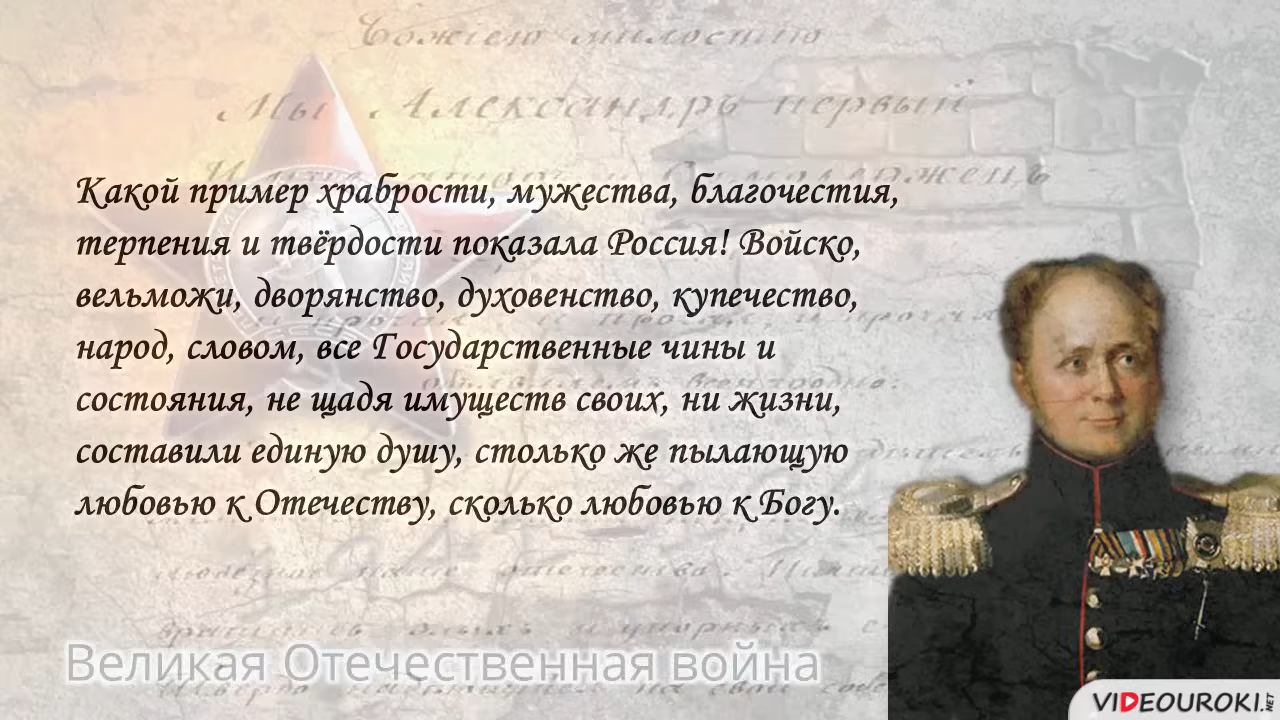 Божіею милостію
Мы Александръ первый
Какой пример храбрости, мужества, благочестия,
терпения и твёрдости показала Россия! Войско,
вельможи, дворянство, духовенство, купечество,
народ, словом, все Государственные чины и
состояния, не щадя имуществ своих, ни жизни,
составили единую душу, столько же пылающую
любовью к Отечеству, сколько любовью к Богу.
Великая Отечественная война
VIDEOUROKI.NET